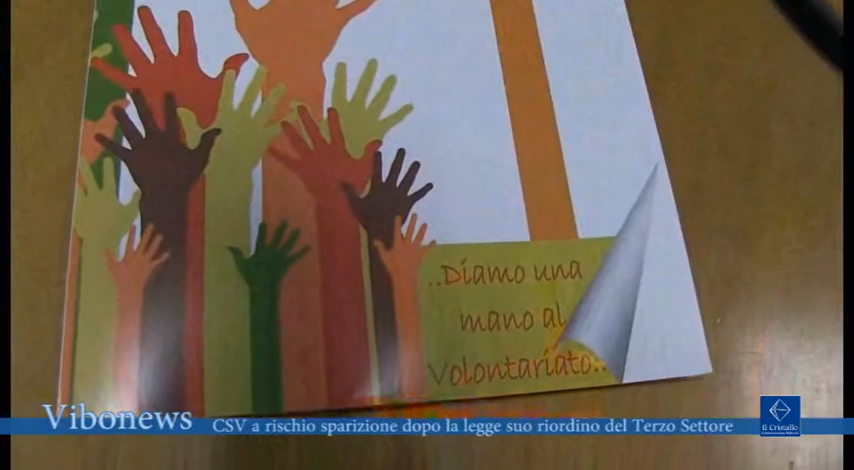 ..Diamo una
mano al
Volontariato..
Vibonews
CSV a rischio sparizione dopo la legge suo riordino del Terzo Settore
Il Cristallo